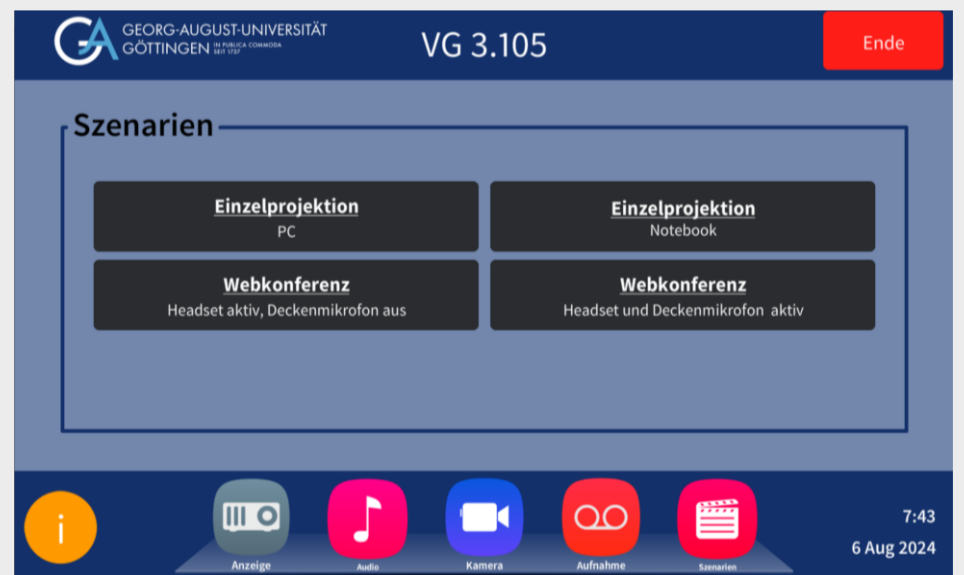 GEORG-AUGUST-UNIVERSITÄT
GÖTTINGEN IN PUBLICA COMMODA
SEIT 1737
VG 3.105
Ende
Szenarien
Einzelprojektion
PC
Einzelprojektion
Notebook
Webkonferenz
Headset aktiv, Deckenmikrofon aus
Webkonferenz
Headset und Deckenmikrofon aktiv
i
Anzeige
Audio
Kamera
Aufnahme
Szenarien
7:43
6 Aug 2024